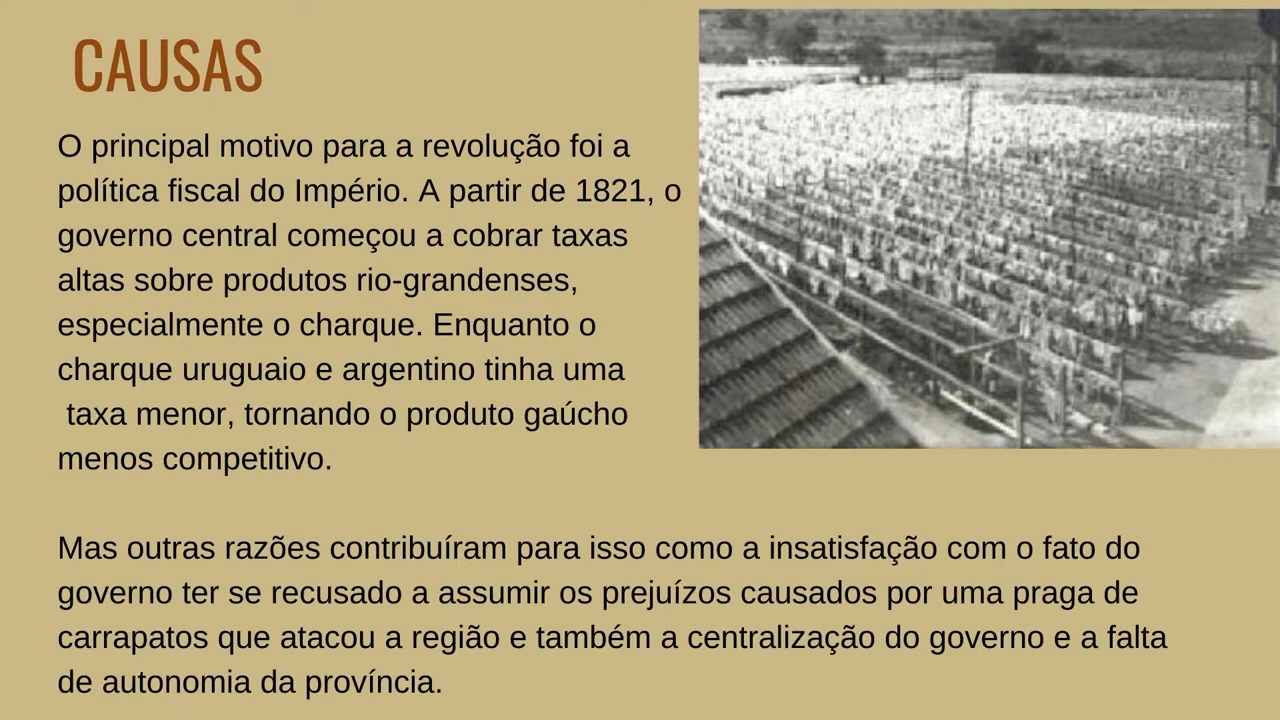 CAUSAS
O principal motivo para a revolução foi a
política fiscal do Império. A partir de 1821, o
governo central começou a cobrar taxas
altas sobre produtos rio-grandenses,
especialmente o charque. Enquanto o
charque uruguaio e argentino tinha uma
taxa menor, tornando o produto gaúcho
menos competitivo.
Mas outras razões contribuíram para isso como a insatisfação com o fato do
governo ter se recusado a assumir os prejuízos causados por uma praga de
carrapatos que atacou a região e também a centralização do governo e a falta
de autonomia da província.